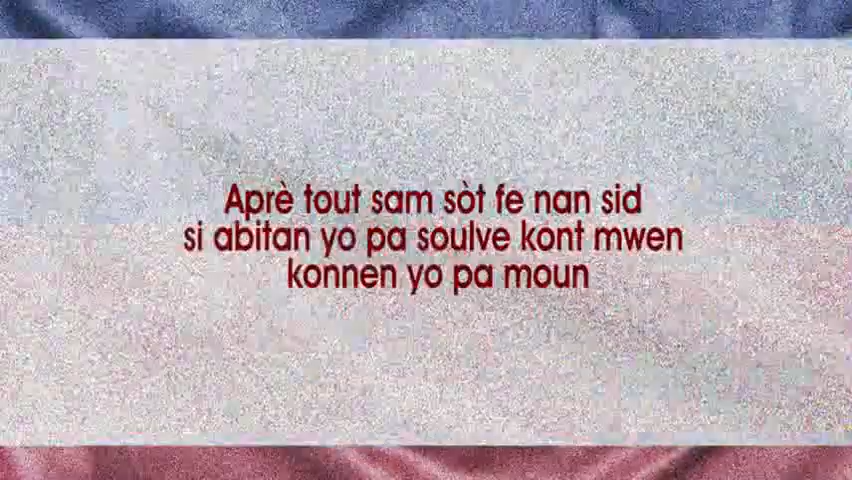 Aprè tout sam sòt fe nan sid
si abitan yo pa soulve kont mwen
konnen yo pa moun